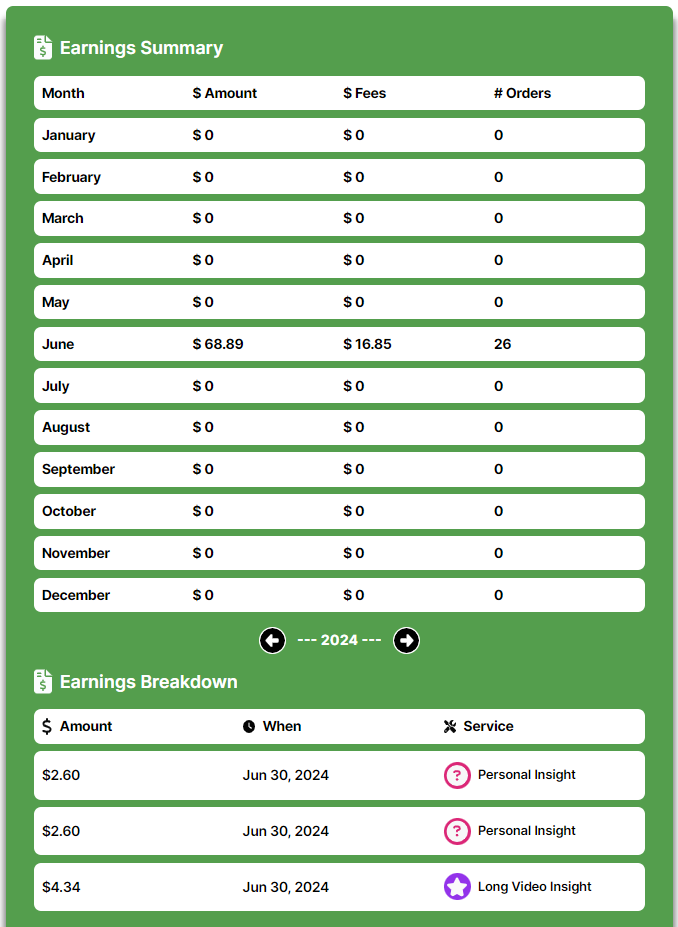 Earnings Summary
Month $ Amount $ Fees # Orders
January $ 0 $ 0 0
February $ 0 $ 0 0
March $ 0 $ 0 0
April $ 0 $ 0 0
May $ 0 $ 0 0
June $ 68.89 $ 16.85 26
July $ 0 $ 0 0
August $ 0 $ 0 0
September $ 0 $ 0 0
October $ 0 $ 0 0
November $ 0 $ 0 0
December $ 0 $ 0 0
--- 2024 ---
Earnings Breakdown
$ Amount When Service
$2.60 Jun 30, 2024 ? Personal Insight
$2.60 Jun 30, 2024 ? Personal Insight
$4.34 Jun 30, 2024 Long Video Insight